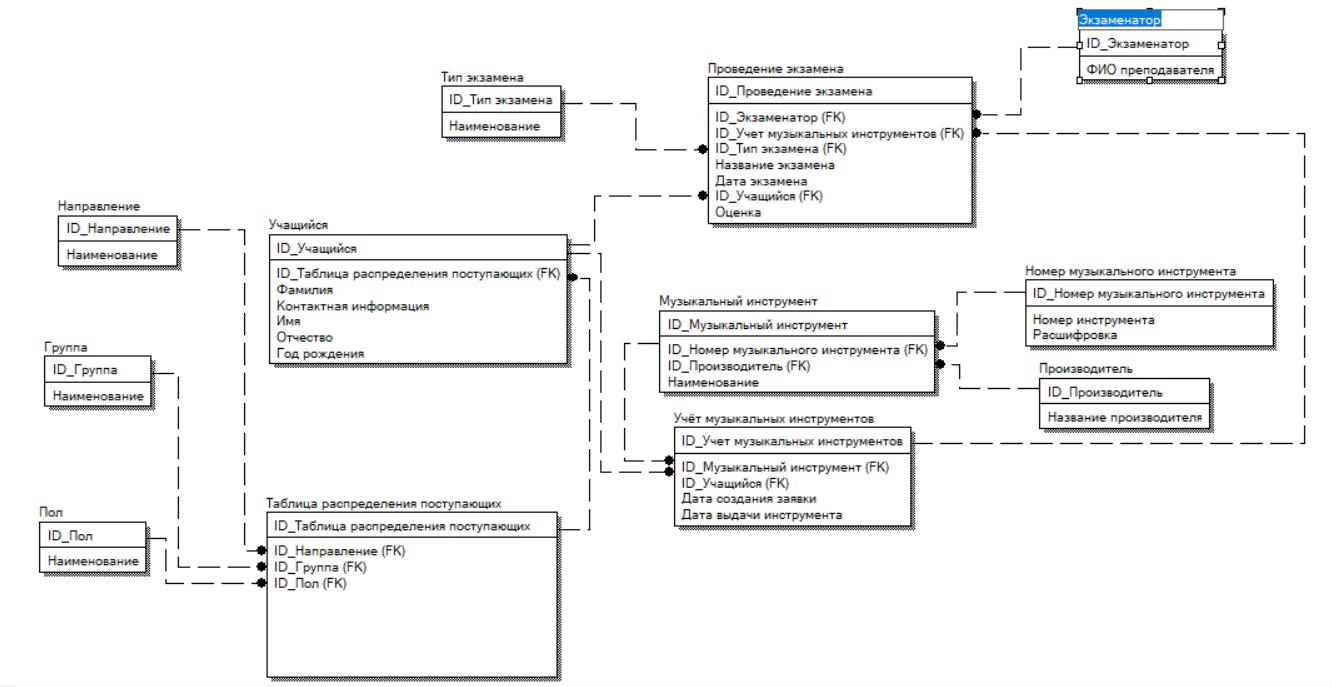 Экзаменатор
ID_Экзаменатор
ФИО преподавателя
Проведение экзамена
ID_Проведение экзамена
ID_Экзаменатор (FK)
ID_Учет музыкальных инструментов (FK)
ID_Тип экзамена (FK)
Название экзамена
Дата экзамена
ID_Учащийся (FK)
Оценка
Тип экзамена
ID_Тип экзамена
Наименование
Направление
ID_Направление
Наименование
Учащийся
ID_Учащийся
ID_Таблица распределения поступающих (FK)
Фамилия
Контактная информация
Имя
Отчество
Год рождения
Номер музыкального инструмента
ID_Номер музыкального инструмента
Номер инструмента
Расшифровка
Музыкальный инструмент
ID_Музыкальный инструмент
ID_Номер музыкального инструмента (FK)
ID_Производитель (FK)
Наименование
Группа
ID_Группа
Наименование
Производитель
ID_Производитель
Название производителя
Учёт музыкальных инструментов
ID_Учет музыкальных инструментов
ID_Музыкальный инструмент (FK)
ID_Учащийся (FK)
Дата создания заявки
Дата выдачи инструмента
Таблица распределения поступающих
ID_Таблица распределения поступающих
ID_Направление (FK)
ID_Группа (FK)
ID_Пол (FK)
Пол
ID_Пол
Наименование